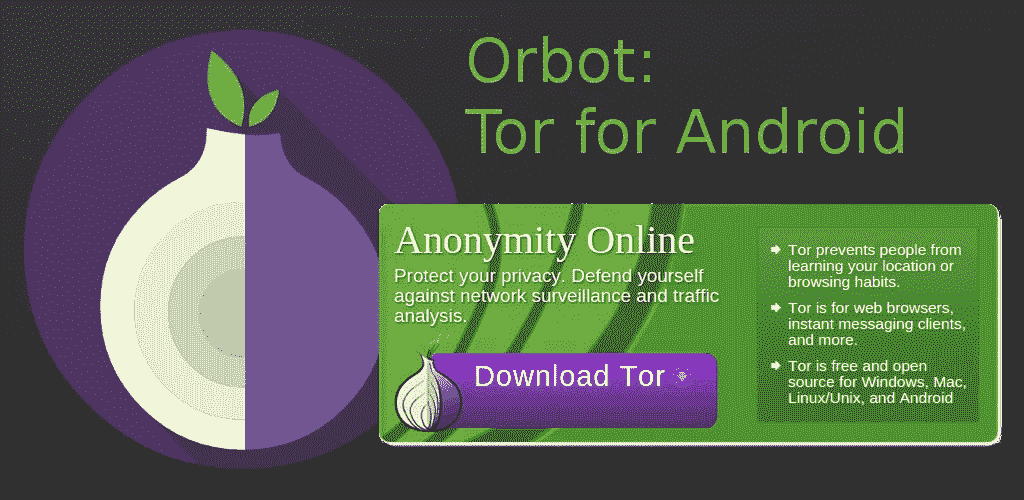 Orbot:
Tor for Android
Anonymity Online
Protect your privacy. Defend yourself
against network surveillance and traffic
analysis.
Download Tor
Tor prevents people from
learning your location or
browsing habits.
Tor is for web browsers,
instant messaging clients,
and more.
Tor is free and open
source for Windows, Mac,
Linux/Unix, and Android